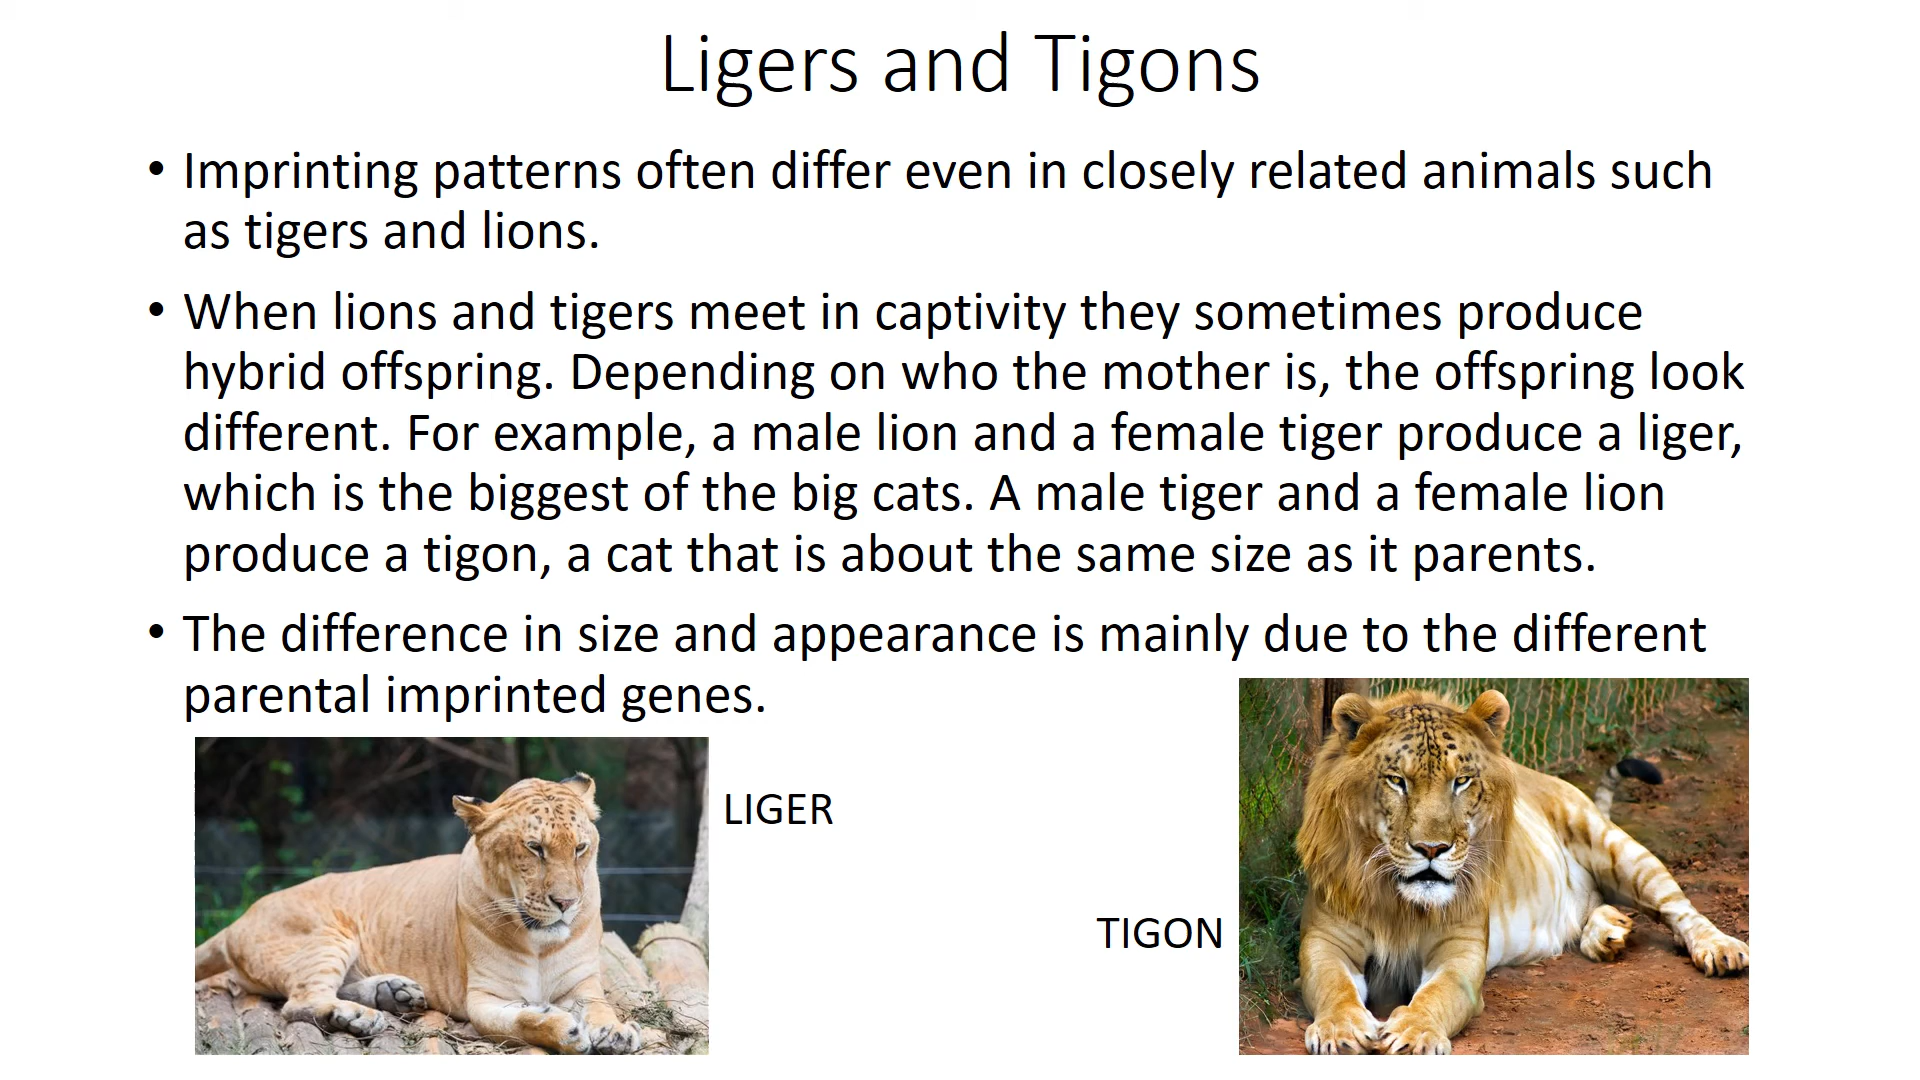 Ligers and Tigons
• Imprinting patterns often differ even in closely related animals such
as tigers and lions.
• When lions and tigers meet in captivity they sometimes produce
hybrid offspring. Depending on who the mother is, the offspring look
different. For example, a male lion and a female tiger produce a liger,
which is the biggest of the big cats. A male tiger and a female lion
produce a tigon, a cat that is about the same size as it parents.
• The difference in size and appearance is mainly due to the different
parental imprinted genes.
LIGER
TIGON